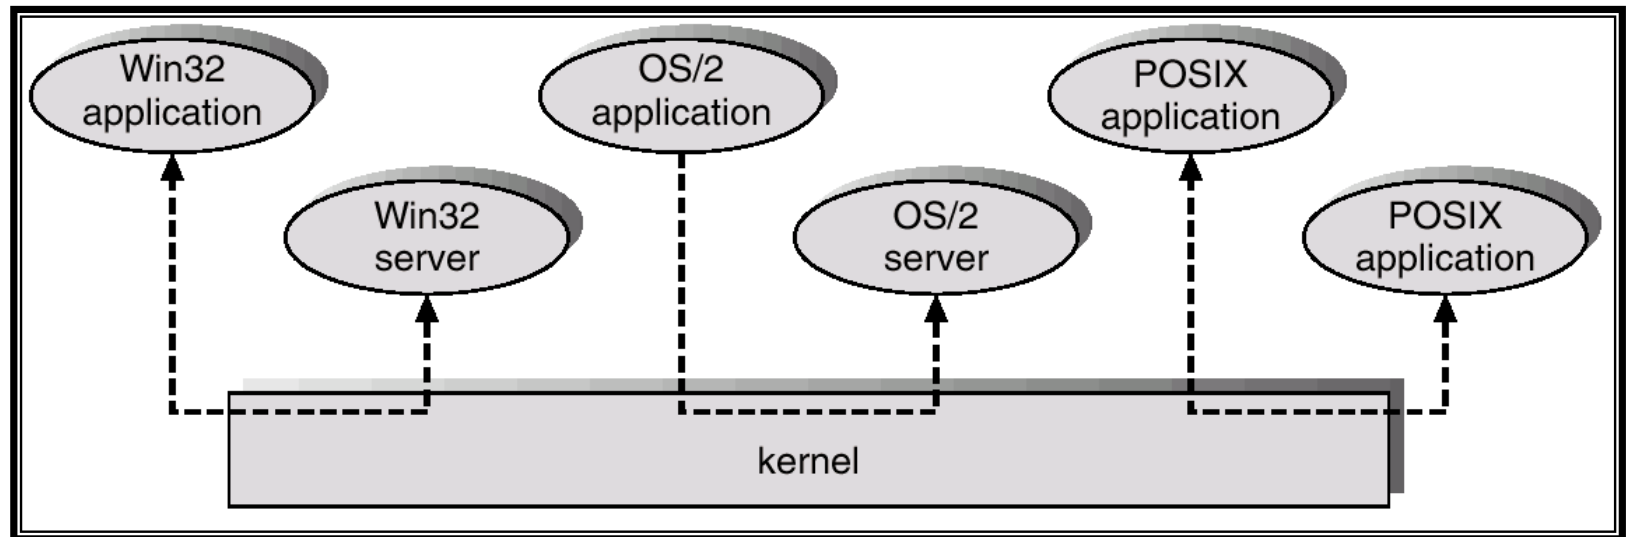 Win32
application
OS/2
application
POSIX
application
Win32
server
OS/2
server
POSIX
application
kernel